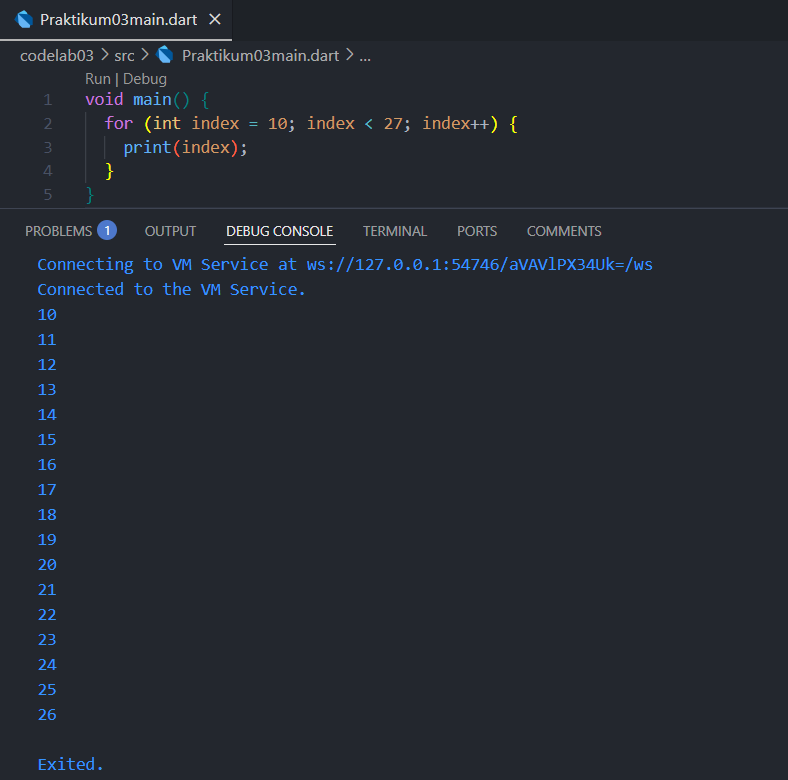 Praktikum03main.dart ×
codelab03 > src > Praktikum03main.dart > ...
Run | Debug
1 void main() {
2 for (int index = 10; index < 27; index++) {
3 print(index);
4 }
5 }
PROBLEMS 1 OUTPUT DEBUG CONSOLE TERMINAL PORTS COMMENTS
Connecting to VM Service at ws://127.0.0.1:54746/aVAVlPX34Uk=/ws
Connected to the VM Service.
10
11
12
13
14
15
16
17
18
19
20
21
22
23
24
25
26
Exited.